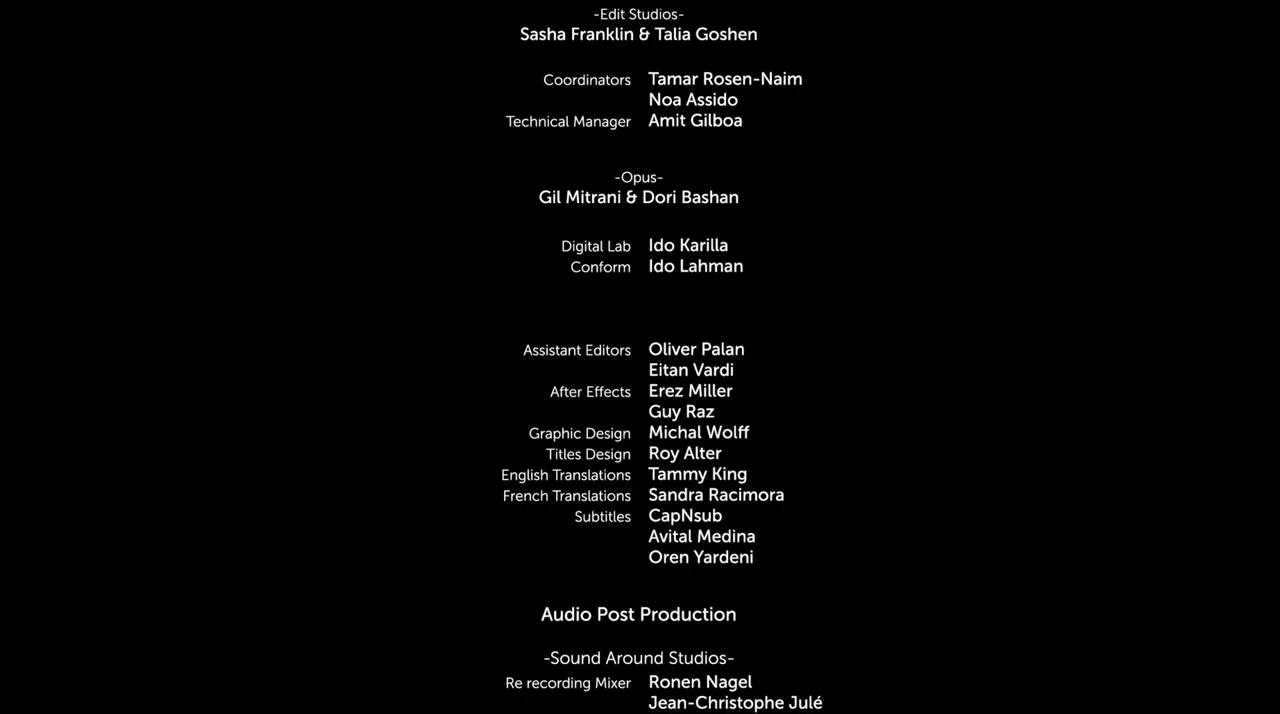 -Edit Studios-
Sasha Franklin & Talia Goshen
Coordinators Tamar Rosen-Naim
Noa Assido
Technical Manager Amit Gilboa
-Opus-
Gil Mitrani & Dori Bashan
Digital Lab Ido Karilla
Conform Ido Lahman
Assistant Editors Oliver Palan
Eitan Vardi
After Effects Erez Miller
Guy Raz
Graphic Design Michal Wolff
Titles Design Roy Alter
English Translations Tammy King
French Translations Sandra Racimora
Subtitles CapNsub
Avital Medina
Oren Yardeni
Audio Post Production
-Sound Around Studios-
Re recording Mixer Ronen Nagel
Jean-Christophe Julé